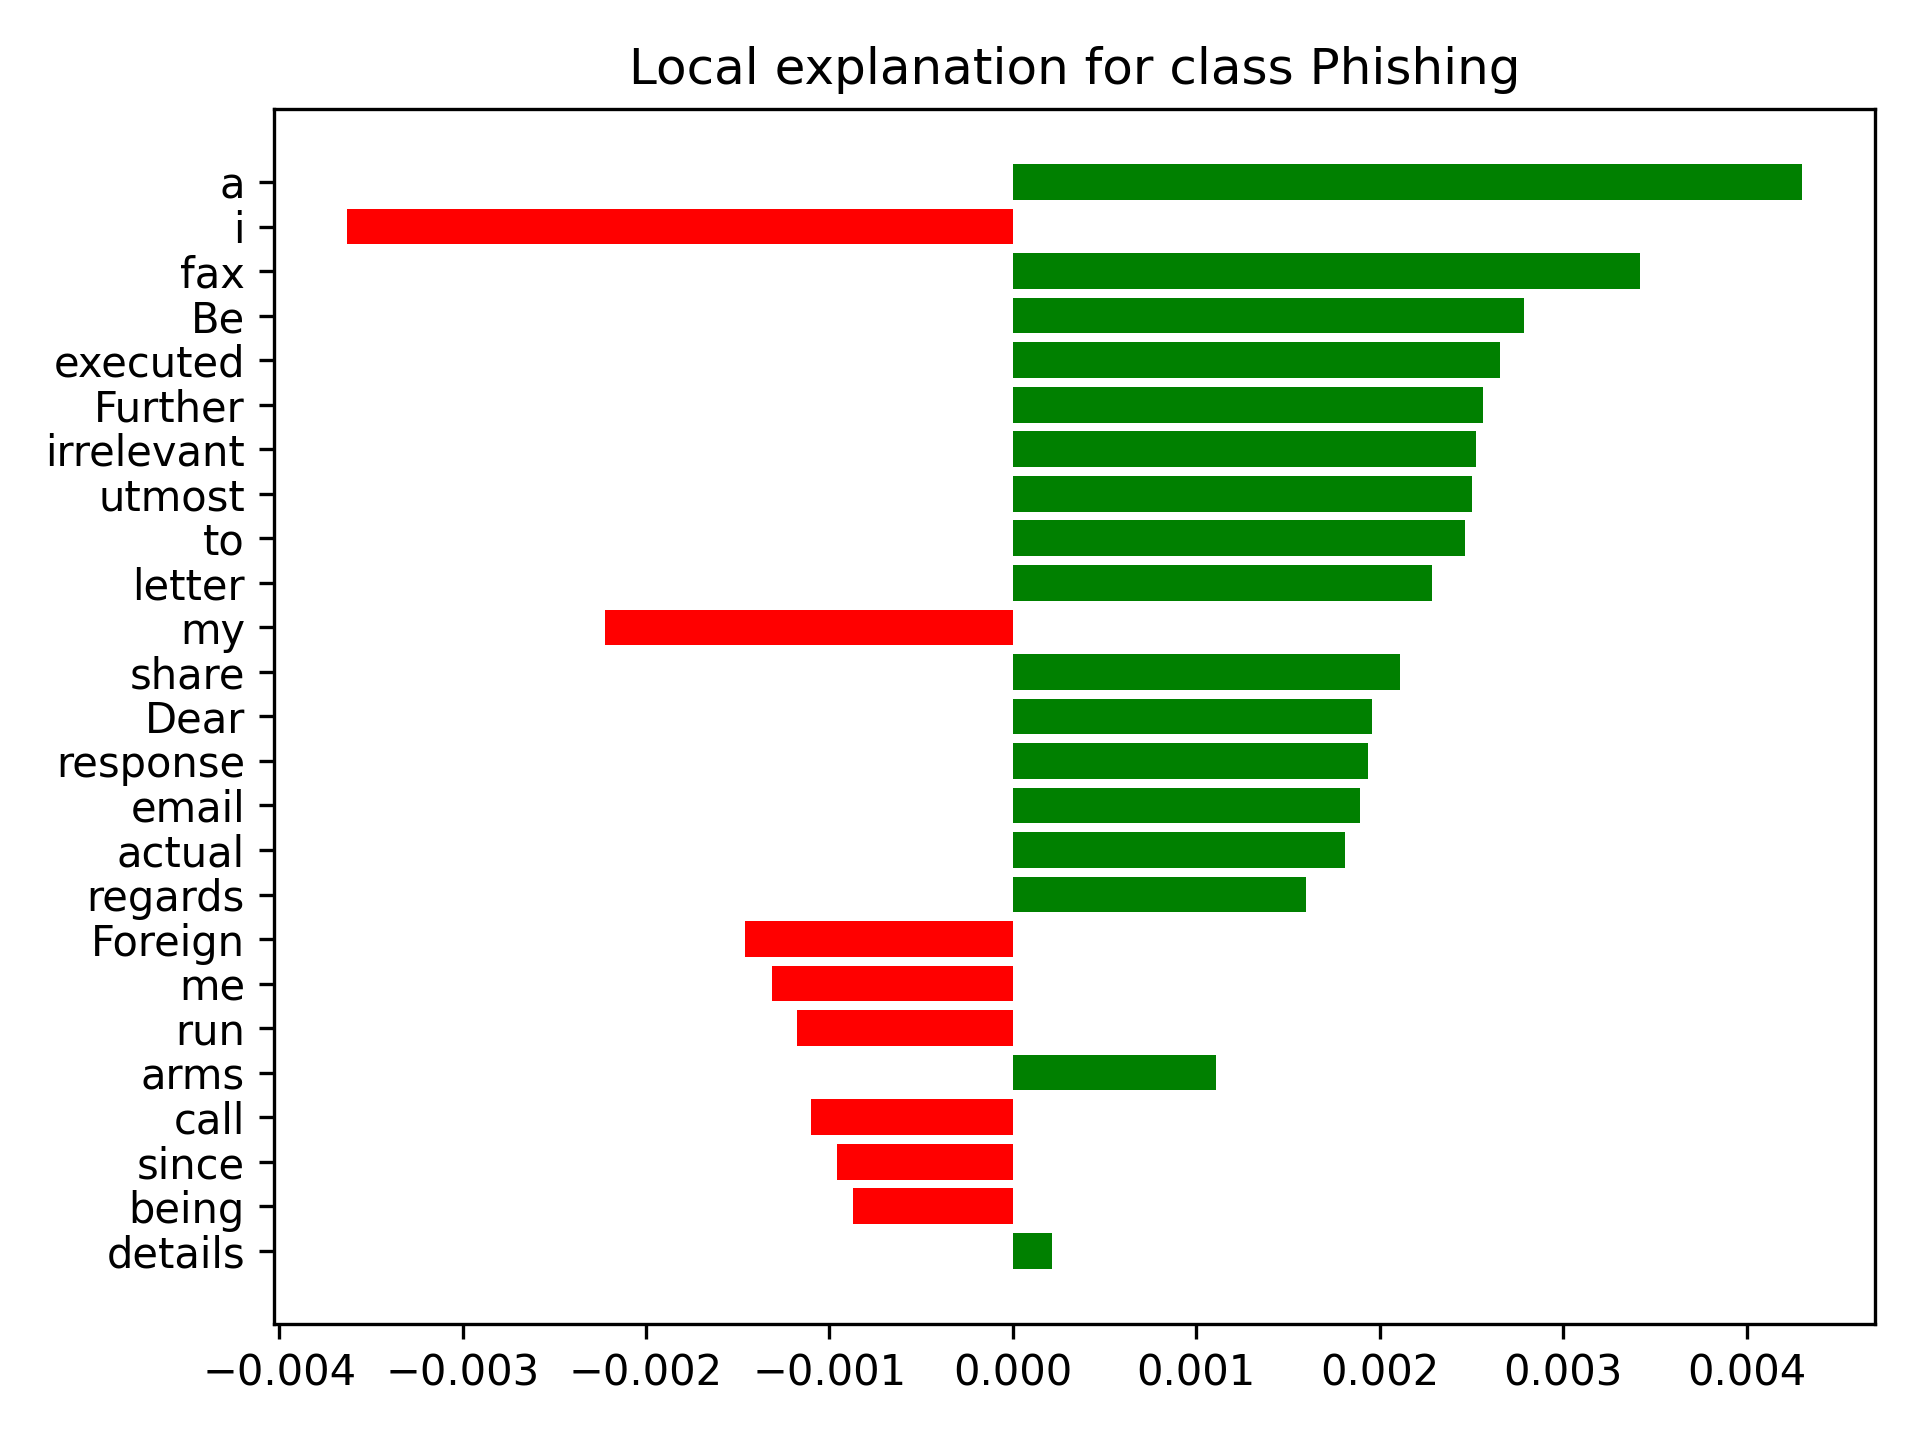 Local explanation for class Phishing
a
i
fax
Be
executed
Further
irrelevant
utmost
to
letter
my
share
Dear
response
email
actual
regards
Foreign
me
run
arms
call
since
being
details
−0.004 −0.003 −0.002 −0.001 0.000 0.001 0.002 0.003 0.004